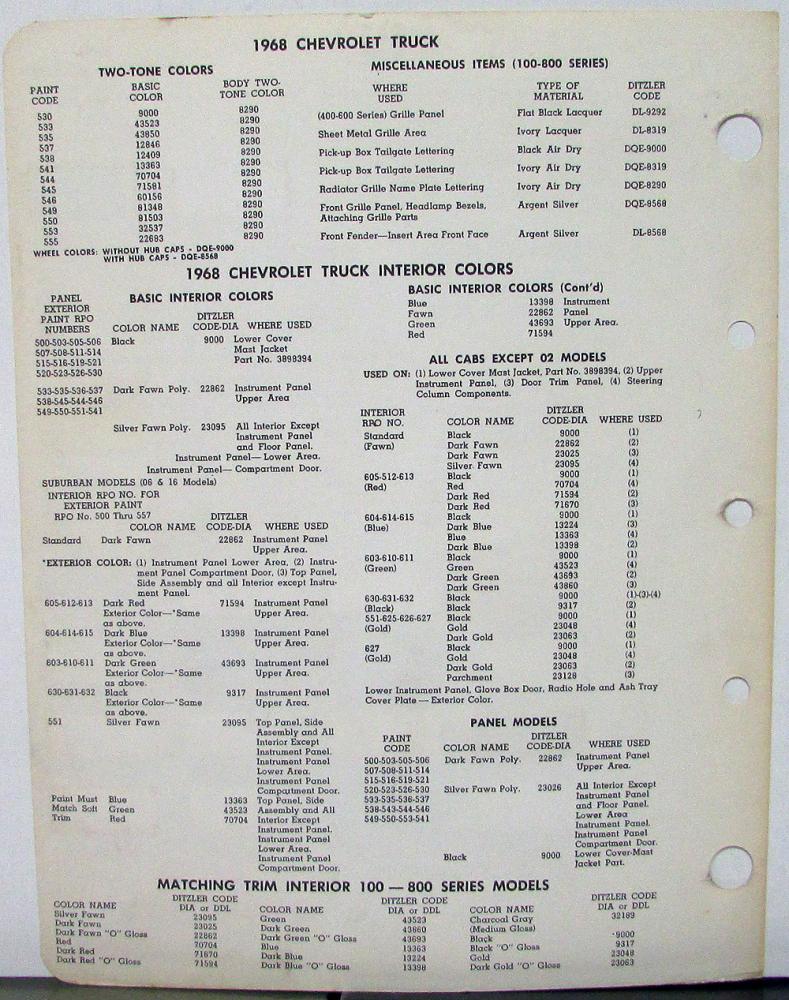 1968 CHEVROLET TRUCK
TWO-TONE COLORS
PAINT CODE BASIC COLOR BODY TWO-TONE COLOR
530 9000 8290
533 43523 8290
535 43850 8290
537 12846 8290
538 12409 8290
541 13363 8290
544 70704 8290
545 71581 8290
546 60156 8290
549 81348 8290
550 81503 8290
553 32537 8290
555 22683 8290
WHEEL COLORS: WITHOUT HUB CAPS - DQE-9000
WITH HUB CAPS - DQE-8568
MISCELLANEOUS ITEMS (100-800 SERIES)
WHERE USED TYPE OF MATERIAL DITZLER CODE
(400-600 Series) Grille Panel Flat Black Lacquer DL-9292
Sheet Metal Grille Area Ivory Lacquer DL-8319
Pick-up Box Tailgate Lettering Black Air Dry DQE-9000
Pick-up Box Tailgate Lettering Ivory Air Dry DQE-8319
Radiator Grille Name Plate Lettering Ivory Air Dry DQE-8290
Front Grille Panel, Headlamp Bezels, Argent Silver DQE-8568
Attaching Grille Parts
Front Fender—Insert Area Front Face Argent Silver DL-8568
1968 CHEVROLET TRUCK INTERIOR COLORS
BASIC INTERIOR COLORS
PANEL
EXTERIOR
PAINT RPO
NUMBERS
COLOR NAME DITZLER CODE-DIA WHERE USED
500-503-505-506 Black 9000 Lower Cover
507-508-511-514 Mast Jacket
515-516-519-521 Part No. 3898394
520-523-526-530
533-535-536-537 Dark Fawn Poly. 22862 Instrument Panel
538-545-544-546 Upper Area
549-550-551-541
Silver Fawn Poly. 23095 All Interior Except
Instrument Panel
and Floor Panel.
Instrument Panel—Lower Area.
Instrument Panel—Compartment Door.
SUBURBAN MODELS (06 & 16 Models)
INTERIOR RPO NO. FOR
EXTERIOR PAINT
RPO No. 500 Thru 557
COLOR NAME DITZLER CODE-DIA WHERE USED
Standard Dark Fawn 22862 Instrument Panel
Upper Area.
*EXTERIOR COLOR: (1) Instrument Panel Lower Area, (2) Instru-
ment Panel Compartment Door, (3) Top Panel,
Side Assembly and all Interior except Instru-
ment Panel.
605-612-613 Dark Red 71594 Instrument Panel
Exterior Color—*Same Upper Area.
as above.
604-614-615 Dark Blue 13398 Instrument Panel
Exterior Color—*Same Upper Area.
as above.
603-610-611 Dark Green 43693 Instrument Panel
Exterior Color—*Same Upper Area.
as above.
630-631-632 Black 9317 Instrument Panel
Exterior Color—*Same Upper Area.
as above.
551 Silver Fawn 23095 Top Panel, Side
Assembly and All
Interior Except
Instrument Panel.
Instrument Panel
Lower Area.
Instrument Panel
Compartment Door.
Paint Must Blue 13363 Top Panel, Side
Match Soft Green 43523 Assembly and All
Trim Red 70704 Interior Except
Instrument Panel.
Instrument Panel
Lower Area.
Instrument Panel
Compartment Door.
BASIC INTERIOR COLORS (Cont'd)
Blue 13398 Instrument
Fawn 22862 Panel
Green 43693 Upper Area.
Red 71594
ALL CABS EXCEPT 02 MODELS
USED ON: (1) Lower Cover Mast Jacket, Part No. 3898394, (2) Upper
Instrument Panel, (3) Door Trim Panel, (4) Steering
Column Components.
INTERIOR RPO NO. COLOR NAME DITZLER CODE-DIA WHERE USED
Standard Black 9000 (1)
(Fawn) Dark Fawn 22862 (2)
Dark Fawn 23025 (3)
Silver Fawn 23095 (4)
605-512-613 Black 9000 (1)
(Red) Red 70704 (4)
Dark Red 71594 (2)
Dark Red 71670 (3)
604-614-615 Black 9000 (1)
(Blue) Dark Blue 13224 (3)
Blue 13363 (4)
Dark Blue 13398 (2)
603-610-611 Black 9000 (1)
(Green) Green 43523 (4)
Dark Green 43693 (2)
Dark Green 43860 (3)
630-631-632 Black 9000 (1)-(3)-(4)
(Black) Black 9317 (2)
551-625-626-627 Black 9000 (1)
(Gold) Gold 23048 (4)
Dark Gold 23063 (2)
627 Black 9000 (1)
(Gold) Gold 23048 (4)
Dark Gold 23063 (2)
Parchment 23128 (3)
Lower Instrument Panel, Glove Box Door, Radio Hole and Ash Tray
Cover Plate — Exterior Color.
PANEL MODELS
PAINT CODE COLOR NAME DITZLER CODE-DIA WHERE USED
500-503-505-506 Dark Fawn Poly. 22862 Instrument Panel
507-508-511-514 Upper Area.
515-516-519-521
520-523-526-530 Silver Fawn Poly. 23026 All Interior Except
533-535-536-537 Instrument Panel
538-543-544-546 and Floor Panel.
549-550-553-541 Lower Area
Instrument Panel.
Instrument Panel
Compartment Door.
Black 9000 Lower Cover-Mast
Jacket Part.
MATCHING TRIM INTERIOR 100 — 800 SERIES MODELS
COLOR NAME DITZLER CODE DIA or DDL
Silver Fawn 23095
Dark Fawn 23025
Dark Fawn "O" Gloss 22862
Red 70704
Dark Red 71670
Dark Red "O" Gloss 71594
COLOR NAME DITZLER CODE DIA or DDL
Green 43523
Dark Green 43860
Dark Green "O" Gloss 43693
Blue 13363
Dark Blue 13224
Dark Blue "O" Gloss 13398
COLOR NAME DITZLER CODE DIA or DDL
Charcoal Gray 32189
(Medium Gloss)
Black 9000
Black "O" Gloss 9317
Gold 23048
Dark Gold "O" Gloss 23063